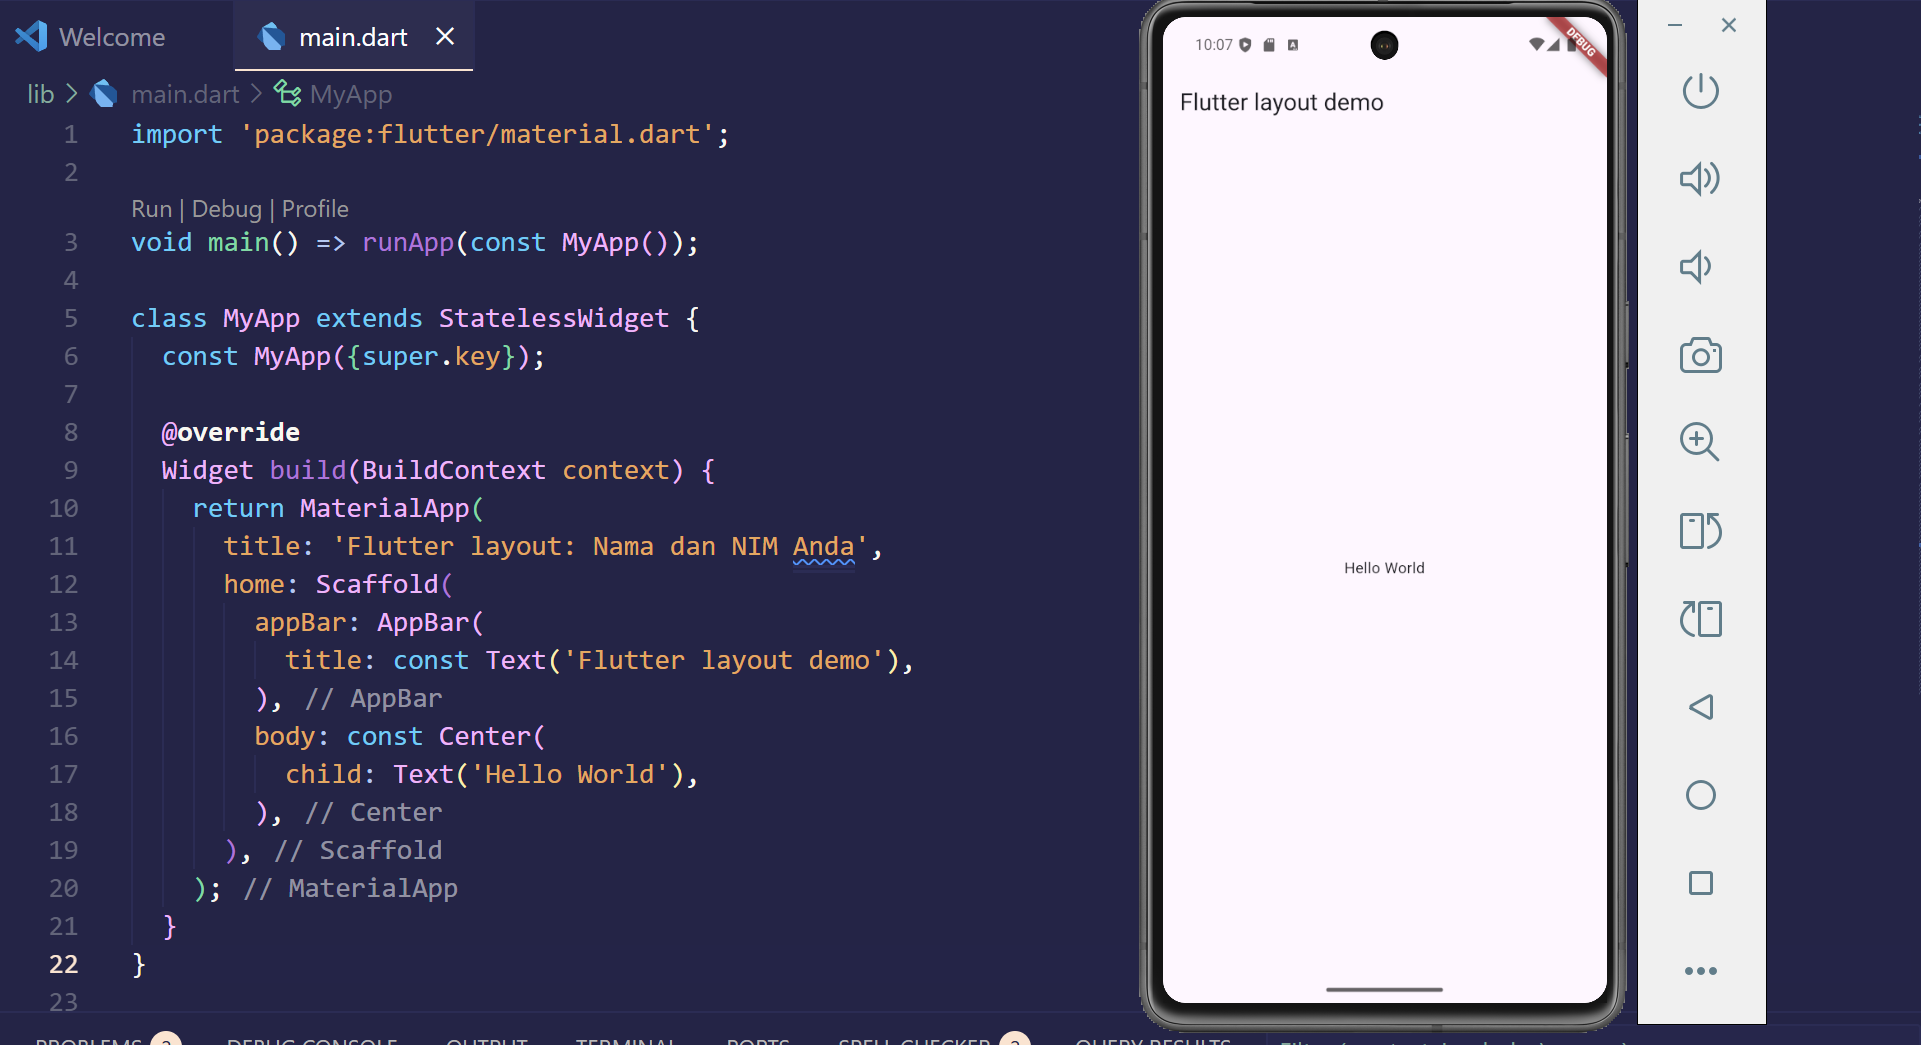 Welcome
main.dart
lib > main.dart > MyApp
1 import 'package:flutter/material.dart';
2
Run | Debug | Profile
3 void main() => runApp(const MyApp());
4
5 class MyApp extends StatelessWidget {
6 const MyApp({super.key});
7
8 @override
9 Widget build(BuildContext context) {
10 return MaterialApp(
11 title: 'Flutter layout: Nama dan NIM Anda',
12 home: Scaffold(
13 appBar: AppBar(
14 title: const Text('Flutter layout demo'),
15 ), // AppBar
16 body: const Center(
17 child: Text('Hello World'),
18 ), // Center
19 ), // Scaffold
20 ); // MaterialApp
21 }
22 }
23
PROBLEMS DEBUG CONSOLE OUTPUT TERMINAL PORTS SPELL CHECKER QUERY RESULTS
10:07
DEBUG
Flutter layout demo
Hello World